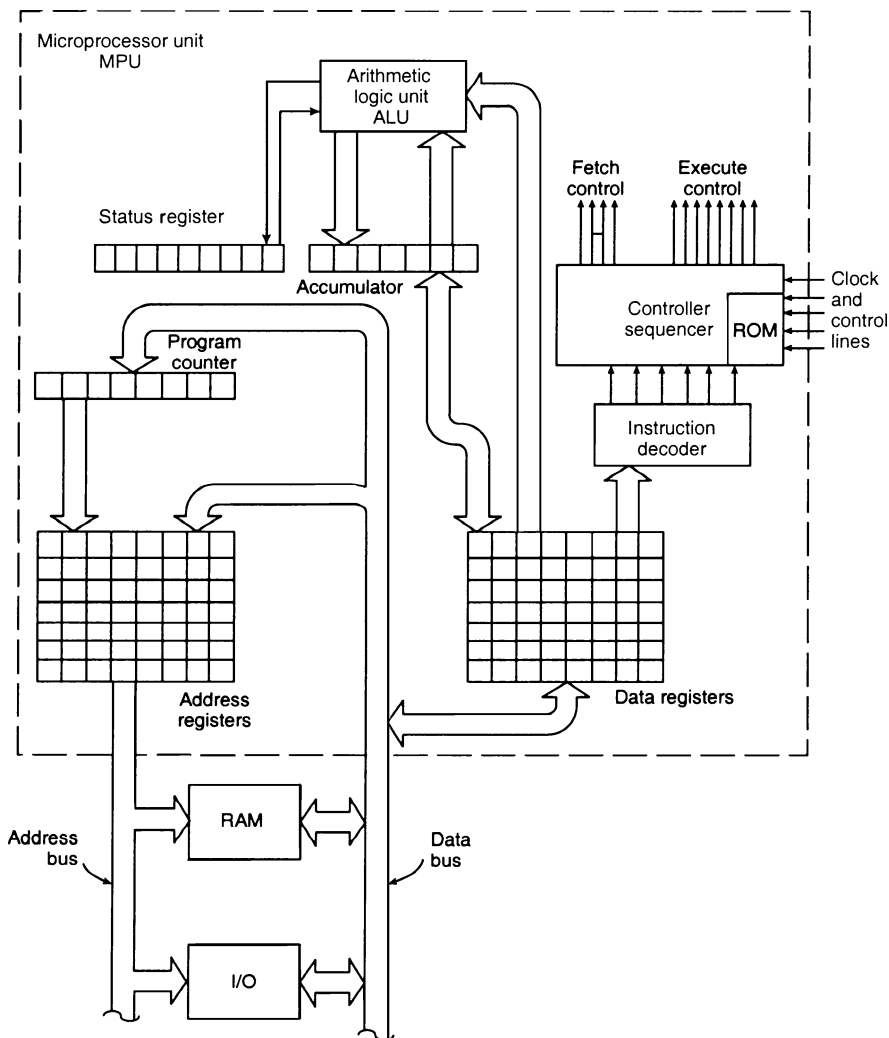 Microprocessor unit
MPU
Arithmetic
logic unit
ALU
Fetch
control
Execute
control
Status register
Accumulator
Controller
sequencer
ROM
Clock
and
control
lines
Program
counter
Instruction
decoder
Address
registers
Data registers
RAM
Address
bus
Data
bus
I/O